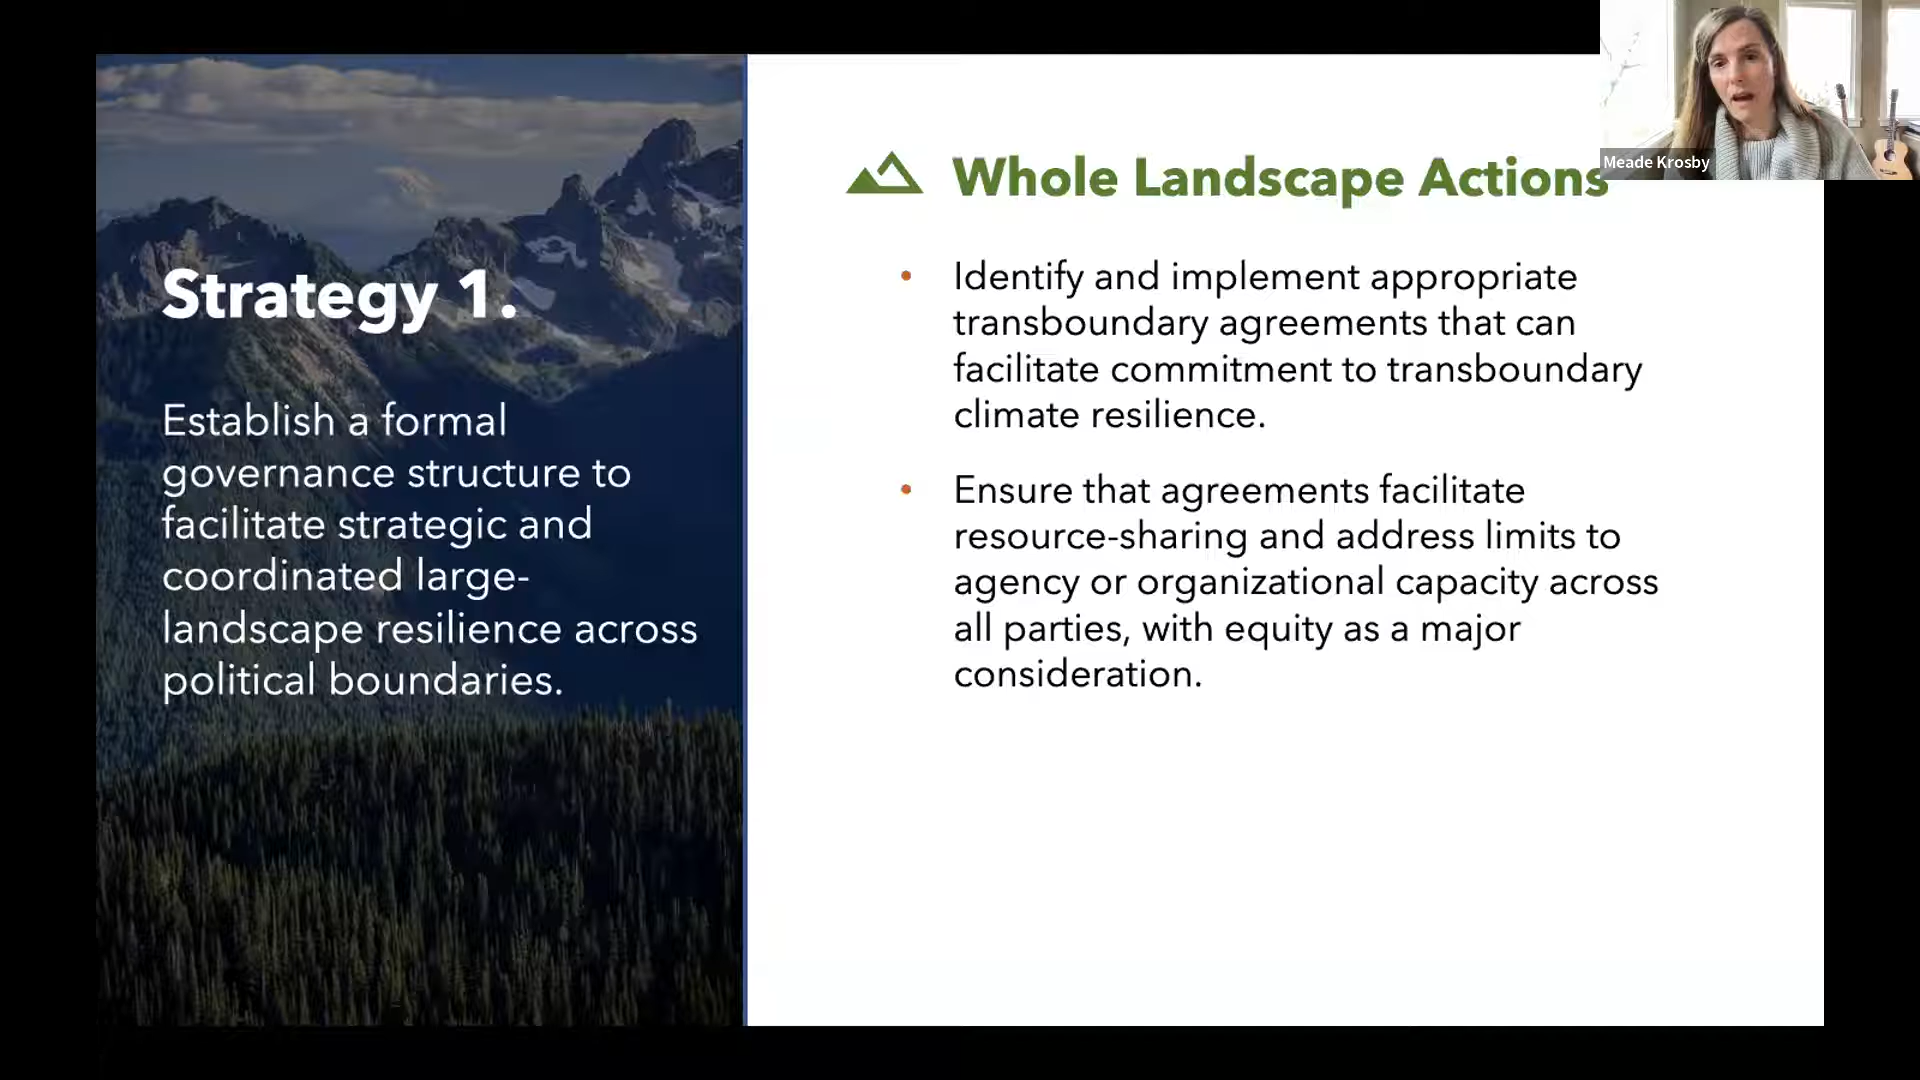 Strategy 1.
Establish a formal
governance structure to
facilitate strategic and
coordinated large-
landscape resilience across
political boundaries.
Whole Landscape Actions
• Identify and implement appropriate
transboundary agreements that can
facilitate commitment to transboundary
climate resilience.
• Ensure that agreements facilitate
resource-sharing and address limits to
agency or organizational capacity across
all parties, with equity as a major
consideration.
Meade Krosby